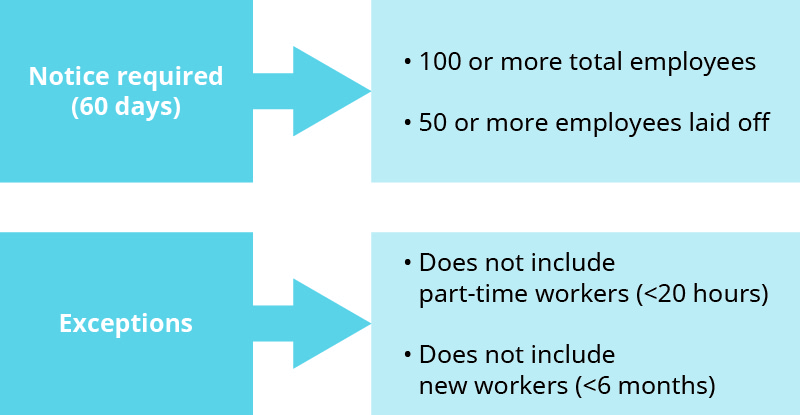 Notice required
(60 days)
• 100 or more total employees
• 50 or more employees laid off
Exceptions
• Does not include
part-time workers (<20 hours)
• Does not include
new workers (<6 months)